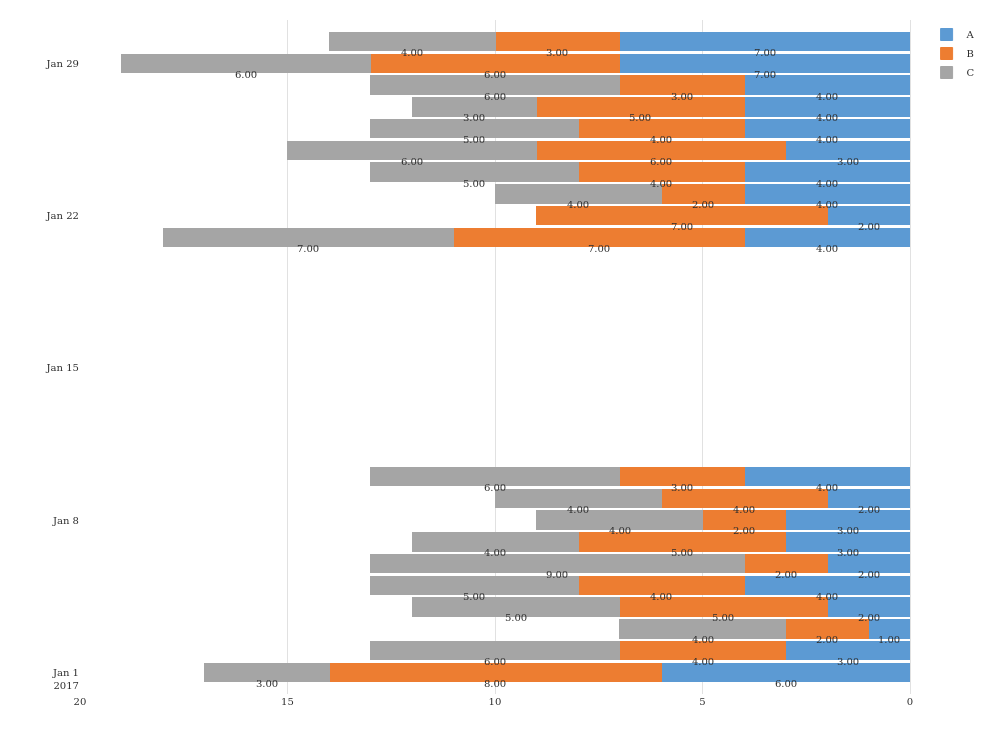 A
B
C
4.00 3.00 7.00
Jan 29
6.00 6.00 7.00
6.00 3.00 4.00
3.00 5.00 4.00
5.00 4.00 4.00
6.00 6.00 3.00
5.00 4.00 4.00
4.00 2.00 4.00
Jan 22
7.00 2.00
7.00 7.00 4.00
Jan 15
6.00 3.00 4.00
4.00 4.00 2.00
Jan 8
4.00 2.00 3.00
4.00 5.00 3.00
9.00 2.00 2.00
5.00 4.00 4.00
5.00 5.00 2.00
4.00 2.00 1.00
6.00 4.00 3.00
Jan 1
2017
3.00 8.00 6.00
20 15 10 5 0